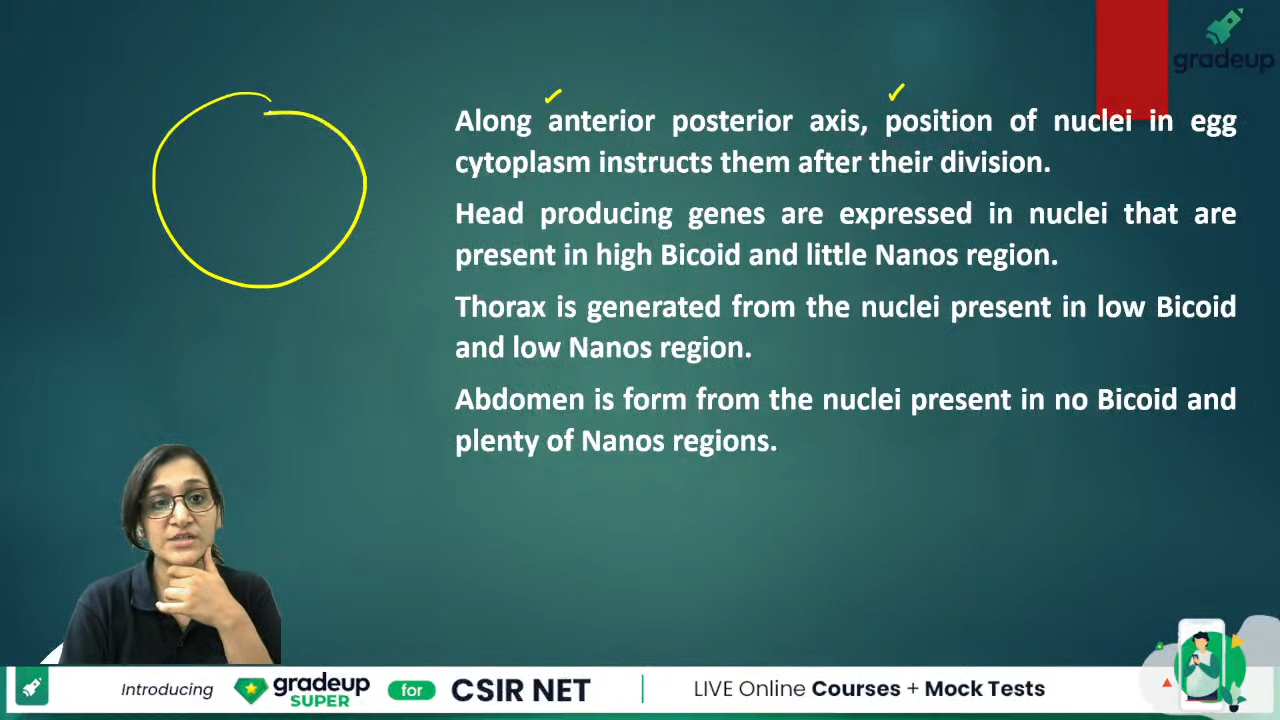 gradeup
Along anterior posterior axis, position of nuclei in egg
cytoplasm instructs them after their division.
Head producing genes are expressed in nuclei that are
present in high Bicoid and little Nanos region.
Thorax is generated from the nuclei present in low Bicoid
and low Nanos region.
Abdomen is form from the nuclei present in no Bicoid and
plenty of Nanos regions.
Introducing gradeup SUPER for CSIR NET LIVE Online Courses + Mock Tests